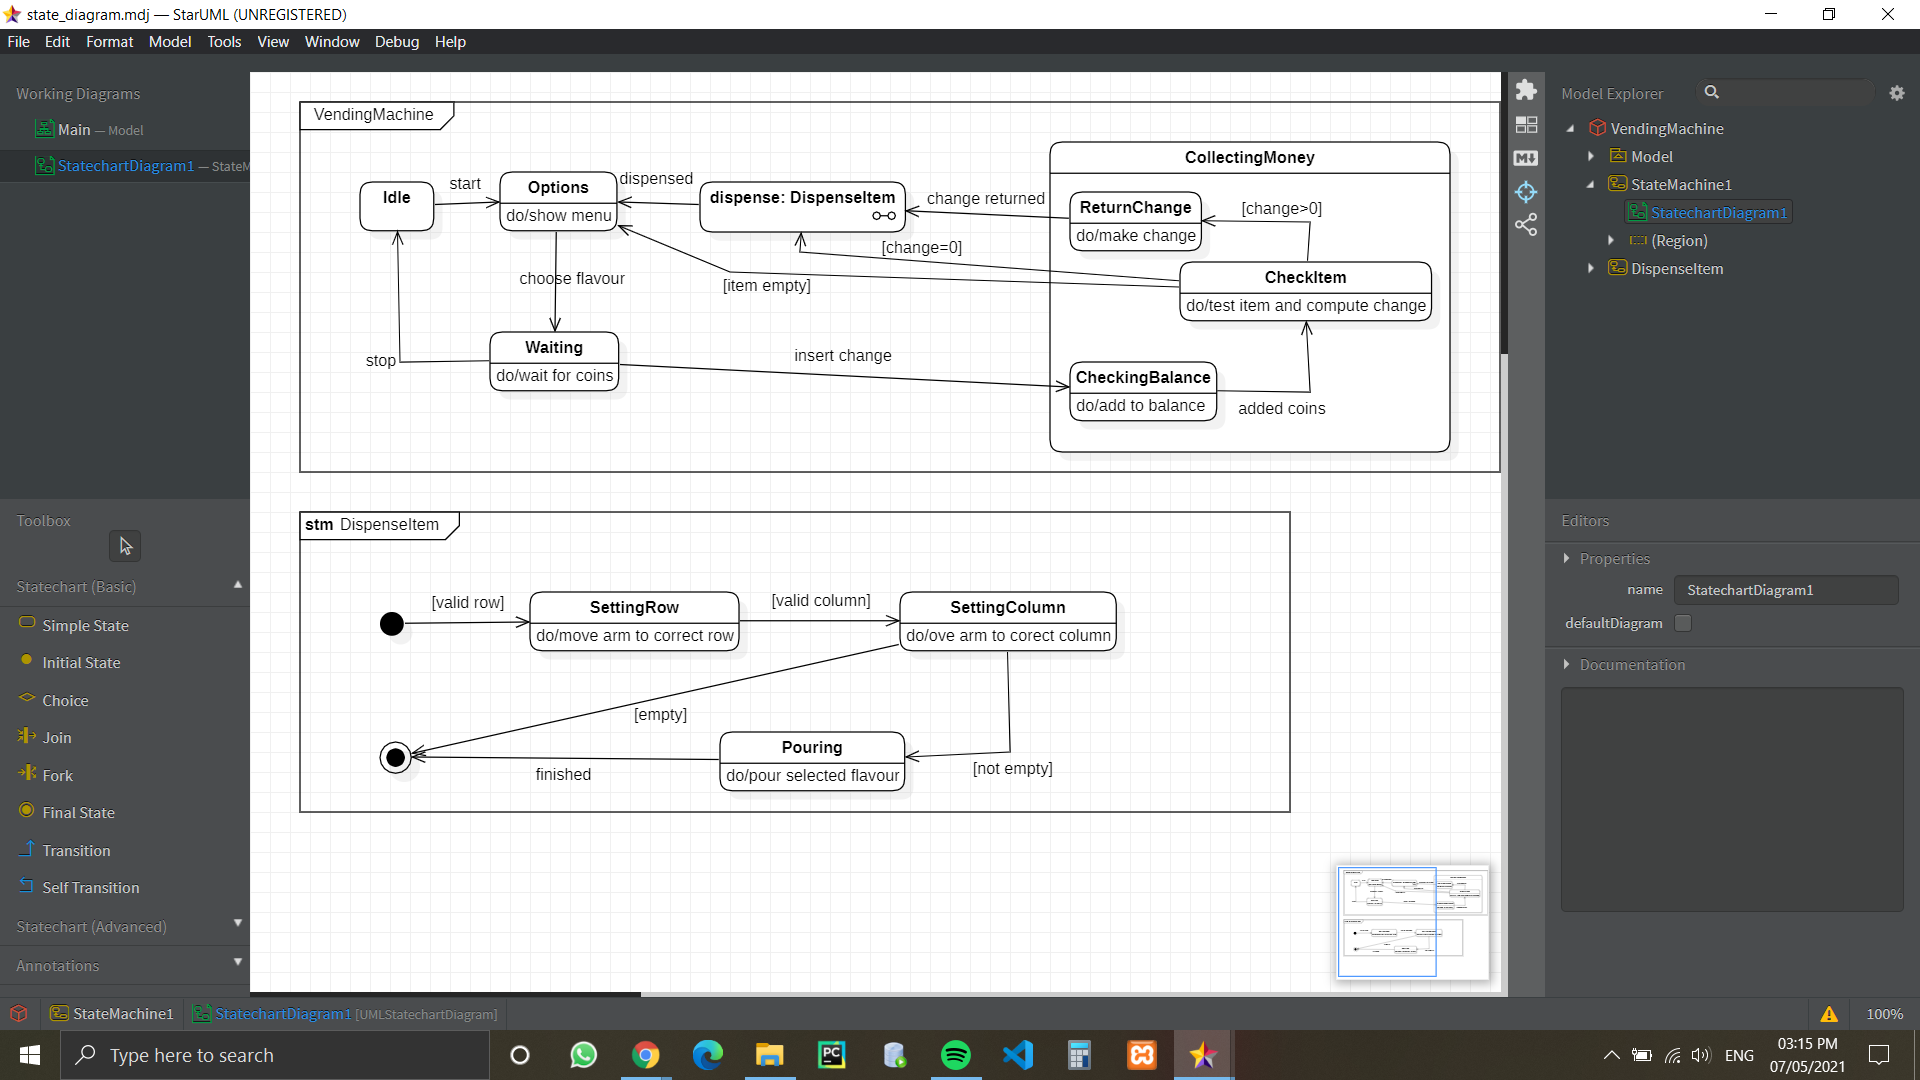 state_diagram.mdj — StarUML (UNREGISTERED)
File Edit Format Model Tools View Window Debug Help
Working Diagrams
Main — Model
StatechartDiagram1 — StateM
Toolbox
Statechart (Basic)
Simple State
Initial State
Choice
Join
Fork
Final State
Transition
Self Transition
Statechart (Advanced)
Annotations
VendingMachine
Idle
start
Options
do/show menu
dispensed
dispense: DispenseItem
change returned
CollectingMoney
ReturnChange
do/make change
[change>0]
[change=0]
CheckItem
do/test item and compute change
choose flavour
[item empty]
Waiting
do/wait for coins
stop
insert change
CheckingBalance
do/add to balance
added coins
stm DispenseItem
[valid row]
SettingRow
do/move arm to correct row
[valid column]
SettingColumn
do/ove arm to corect column
[empty]
Pouring
do/pour selected flavour
finished
[not empty]
MD
Model Explorer
VendingMachine
Model
StateMachine1
StatechartDiagram1
(Region)
DispenseItem
Editors
Properties
name StatechartDiagram1
defaultDiagram
Documentation
StateMachine1 StatechartDiagram1 [UMLStatechartDiagram] 100%
Type here to search
PC
ENG
03:15 PM
07/05/2021